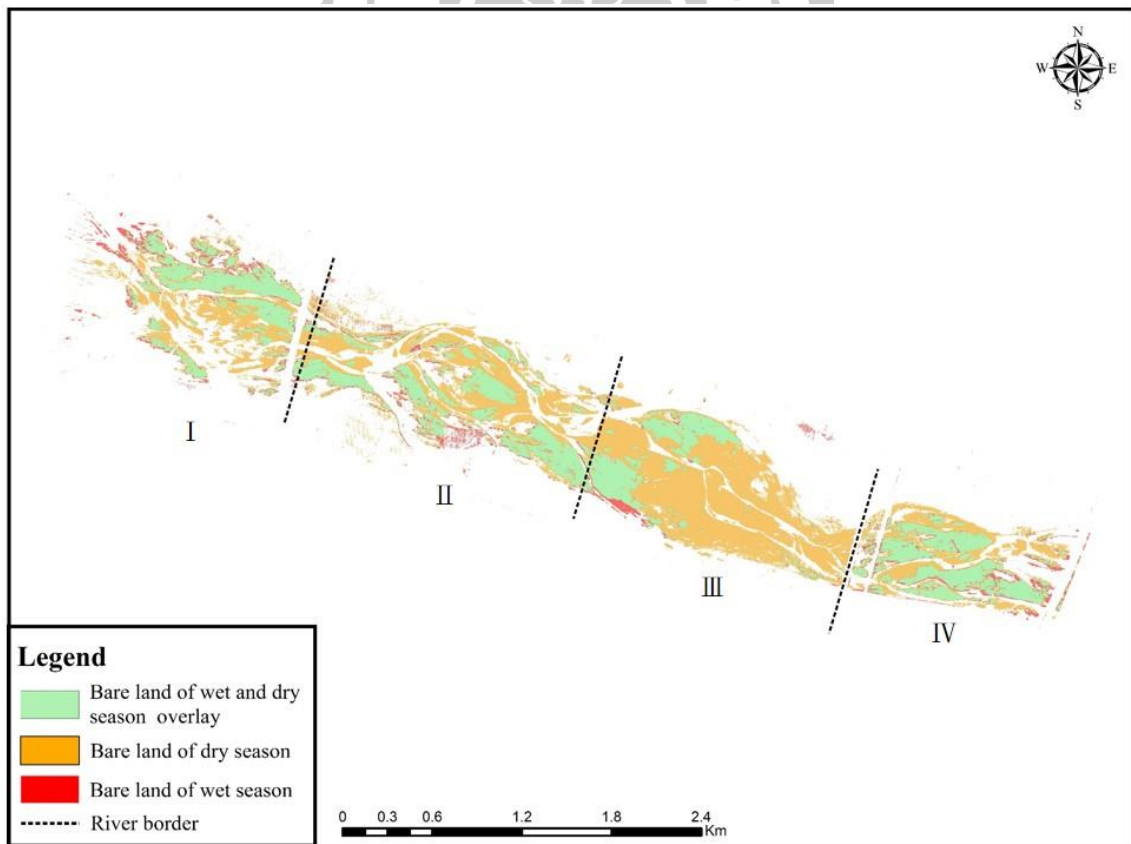 N
W E
S
I
II
III
IV
Legend
Bare land of wet and dry
season overlay
Bare land of dry season
Bare land of wet season
River border
0 0.3 0.6 1.2 1.8 2.4
Km